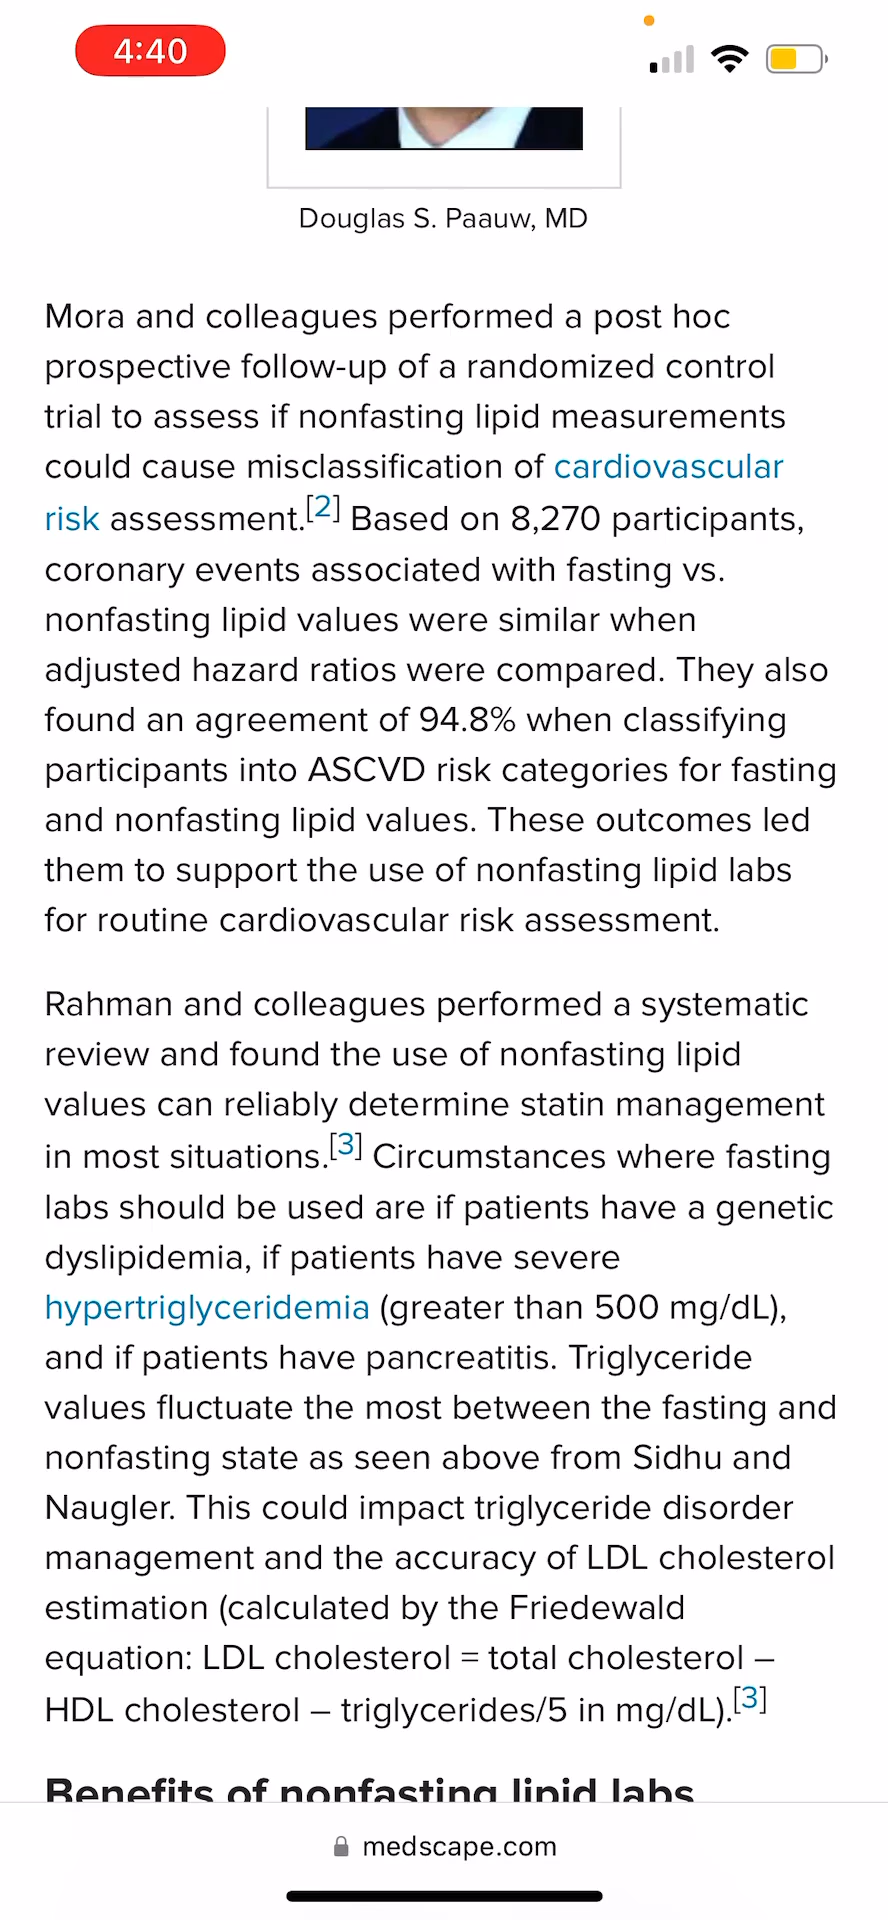 4:40
Douglas S. Paauw, MD
Mora and colleagues performed a post hoc
prospective follow-up of a randomized control
trial to assess if nonfasting lipid measurements
could cause misclassification of cardiovascular
risk assessment.[2] Based on 8,270 participants,
coronary events associated with fasting vs.
nonfasting lipid values were similar when
adjusted hazard ratios were compared. They also
found an agreement of 94.8% when classifying
participants into ASCVD risk categories for fasting
and nonfasting lipid values. These outcomes led
them to support the use of nonfasting lipid labs
for routine cardiovascular risk assessment.
Rahman and colleagues performed a systematic
review and found the use of nonfasting lipid
values can reliably determine statin management
in most situations.[3] Circumstances where fasting
labs should be used are if patients have a genetic
dyslipidemia, if patients have severe
hypertriglyceridemia (greater than 500 mg/dL),
and if patients have pancreatitis. Triglyceride
values fluctuate the most between the fasting and
nonfasting state as seen above from Sidhu and
Naugler. This could impact triglyceride disorder
management and the accuracy of LDL cholesterol
estimation (calculated by the Friedewald
equation: LDL cholesterol = total cholesterol –
HDL cholesterol – triglycerides/5 in mg/dL).[3]
Benefits of nonfasting lipid labs
medscape.com